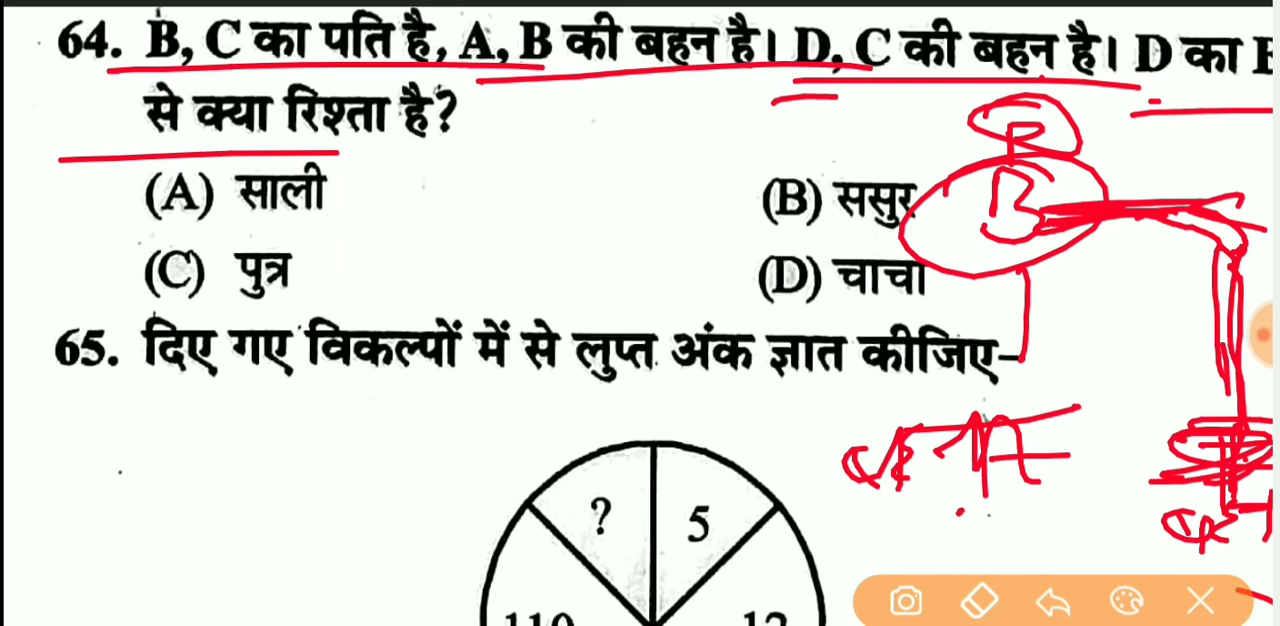 64. B, C का पति है, A, B की बहन है। D, C की बहन है। D का
से क्या रिश्ता है?
(A) साली
(B) ससुर
(C) पुत्र
(D) चाचा
65. दिए गए विकल्पों में से लुप्त अंक ज्ञात कीजिए–
B
? 5